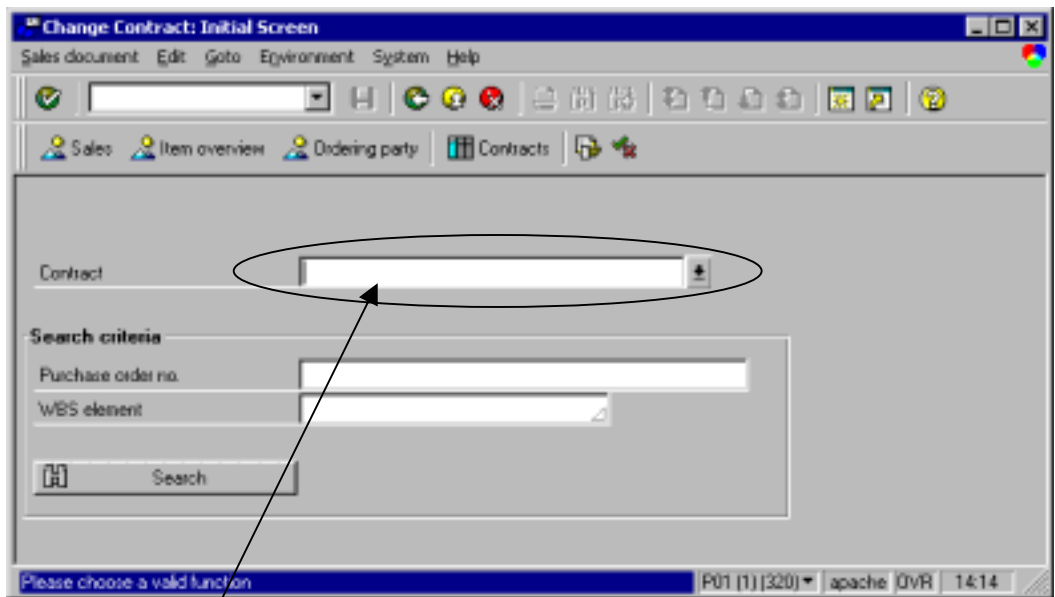 Change Contract: Initial Screen
Sales document Edit Goto Environment System Help
Sales Item overview Ordering party Contracts
Contract
Search criteria
Purchase order no.
WBS element
Search
Please choose a valid function P01 (1) (320) apache OVR 14:14